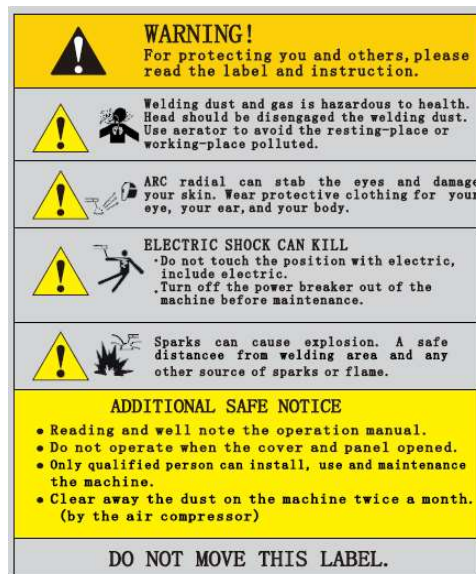 WARNING!
For protecting you and others, please
read the label and instruction.
Welding dust and gas is hazardous to health.
Head should be disengaged the welding dust.
Use aerator to avoid the resting-place or
working-place polluted.
ARC radial can stab the eyes and damage
your skin. Wear protective clothing for your
eye, your ear, and your body.
ELECTRIC SHOCK CAN KILL
·Do not touch the position with electric,
include electric.
.Turn off the power breaker out of the
machine before maintenance.
Sparks can cause explosion. A safe
distancee from welding area and any
other source of sparks or flame.
ADDITIONAL SAFE NOTICE
● Reading and well note the operation manual.
● Do not operate when the cover and panel opened.
● Only qualified person can install, use and maintenance
the machine.
● Clear away the dust on the machine twice a month.
(by the air compressor)
DO NOT MOVE THIS LABEL.